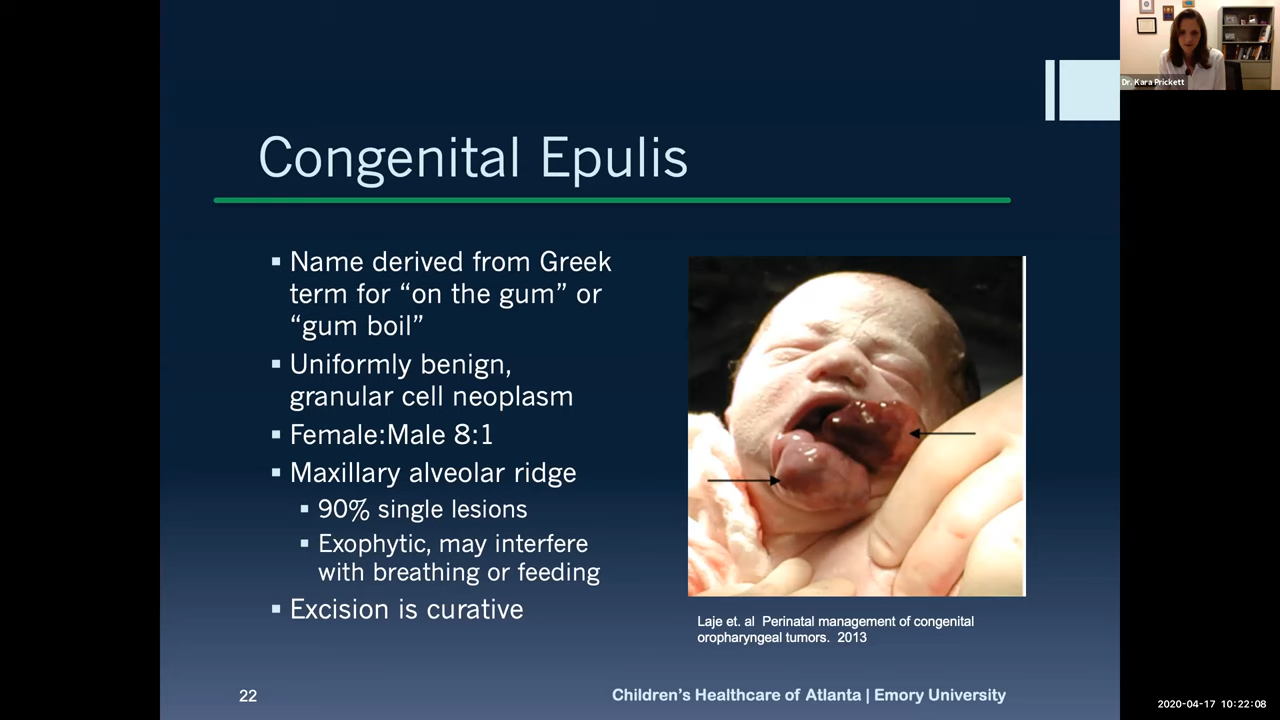 Dr. Kara Prickett
Congenital Epulis
▪ Name derived from Greek
term for “on the gum” or
“gum boil”
▪ Uniformly benign,
granular cell neoplasm
▪ Female:Male 8:1
▪ Maxillary alveolar ridge
▪ 90% single lesions
▪ Exophytic, may interfere
with breathing or feeding
▪ Excision is curative
Laje et. al  Perinatal management of congenital
oropharyngeal tumors.  2013
22
Children’s Healthcare of Atlanta | Emory University
2020-04-17 10:22:08